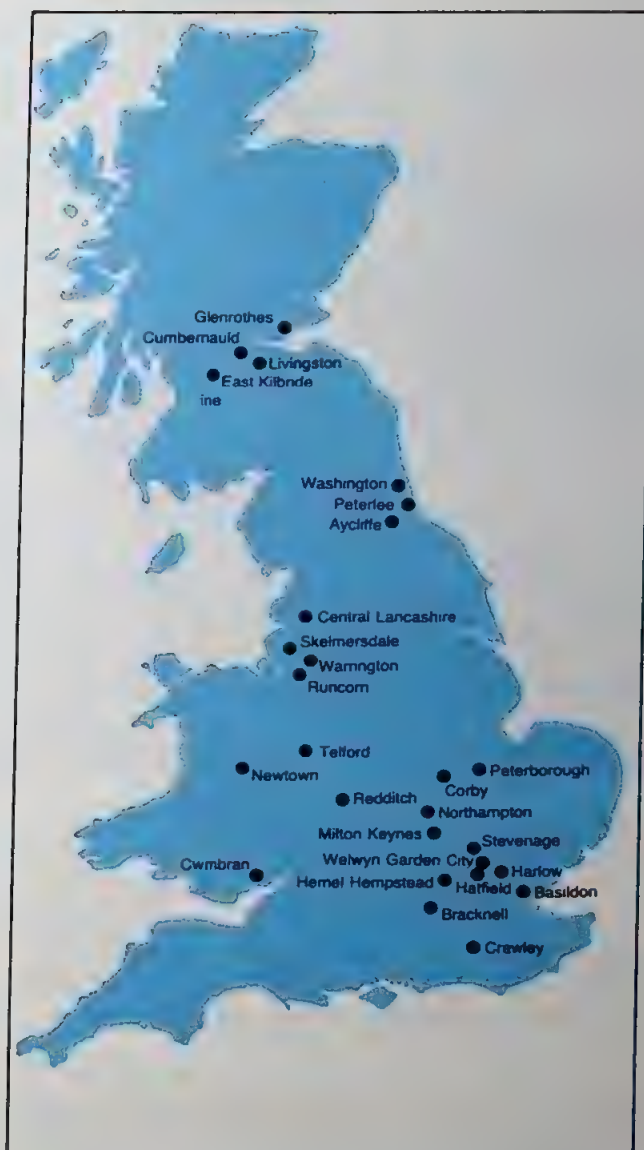 Glenrothes
Cumbernauld
Livingston
East Kilbride
ine
Washington
Peterlee
Aycliffe
Central Lancashire
Skelmersdale
Warrington
Runcorn
Telford
Newtown
Peterborough
Corby
Redditch
Northampton
Milton Keynes
Stevenage
Welwyn Garden City
Cwmbran
Harlow
Hemel Hempstead
Hatfield
Basildon
Bracknell
Crawley